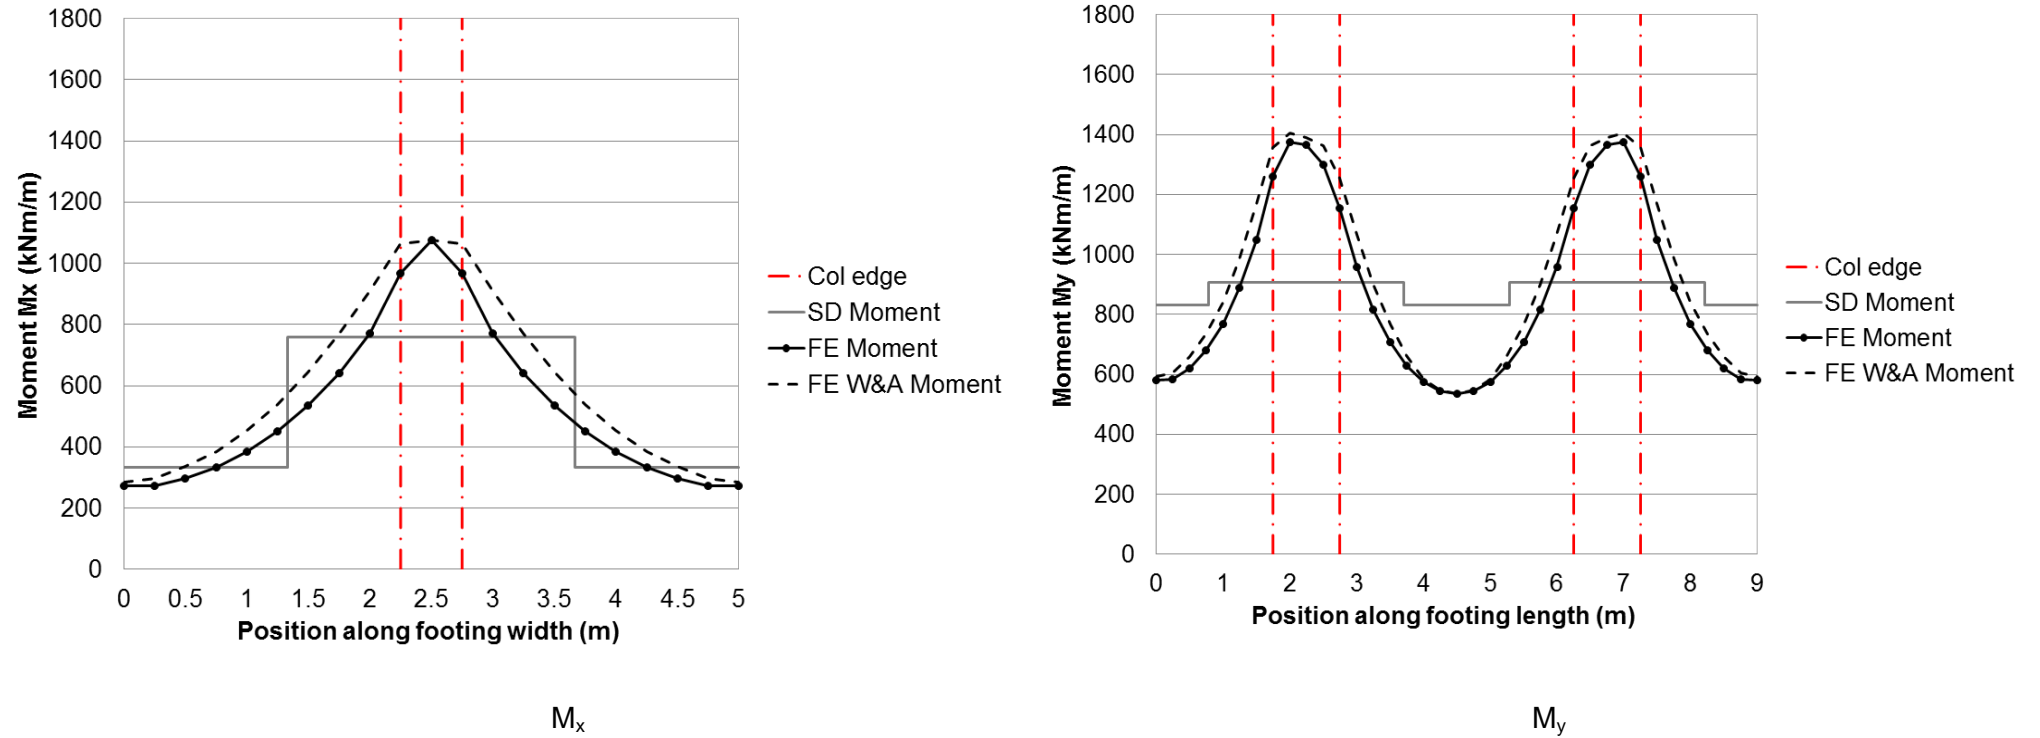 1800
1600
1400
1200
1000
800
600
400
200
0
Moment Mx (kNm/m)
0 0.5 1 1.5 2 2.5 3 3.5 4 4.5 5
Position along footing width (m)
Col edge
SD Moment
FE Moment
FE W&A Moment
Mx
1800
1600
1400
1200
1000
800
600
400
200
0
Moment My (kNm/m)
0 1 2 3 4 5 6 7 8 9
Position along footing length (m)
Col edge
SD Moment
FE Moment
FE W&A Moment
My